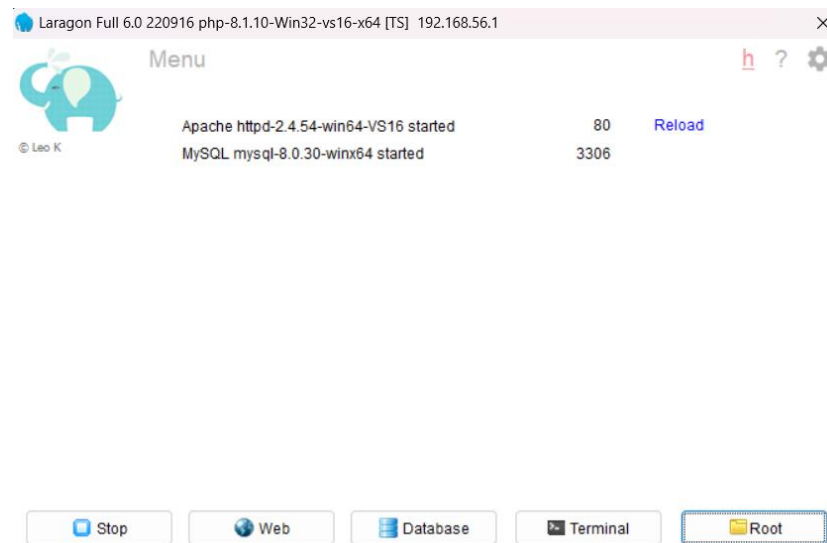 Laragon Full 6.0 220916 php-8.1.10-Win32-vs16-x64 [TS] 192.168.56.1
Menu h ?
Apache httpd-2.4.54-win64-VS16 started 80 Reload
© Leo K
MySQL mysql-8.0.30-winx64 started 3306
Stop Web Database Terminal Root